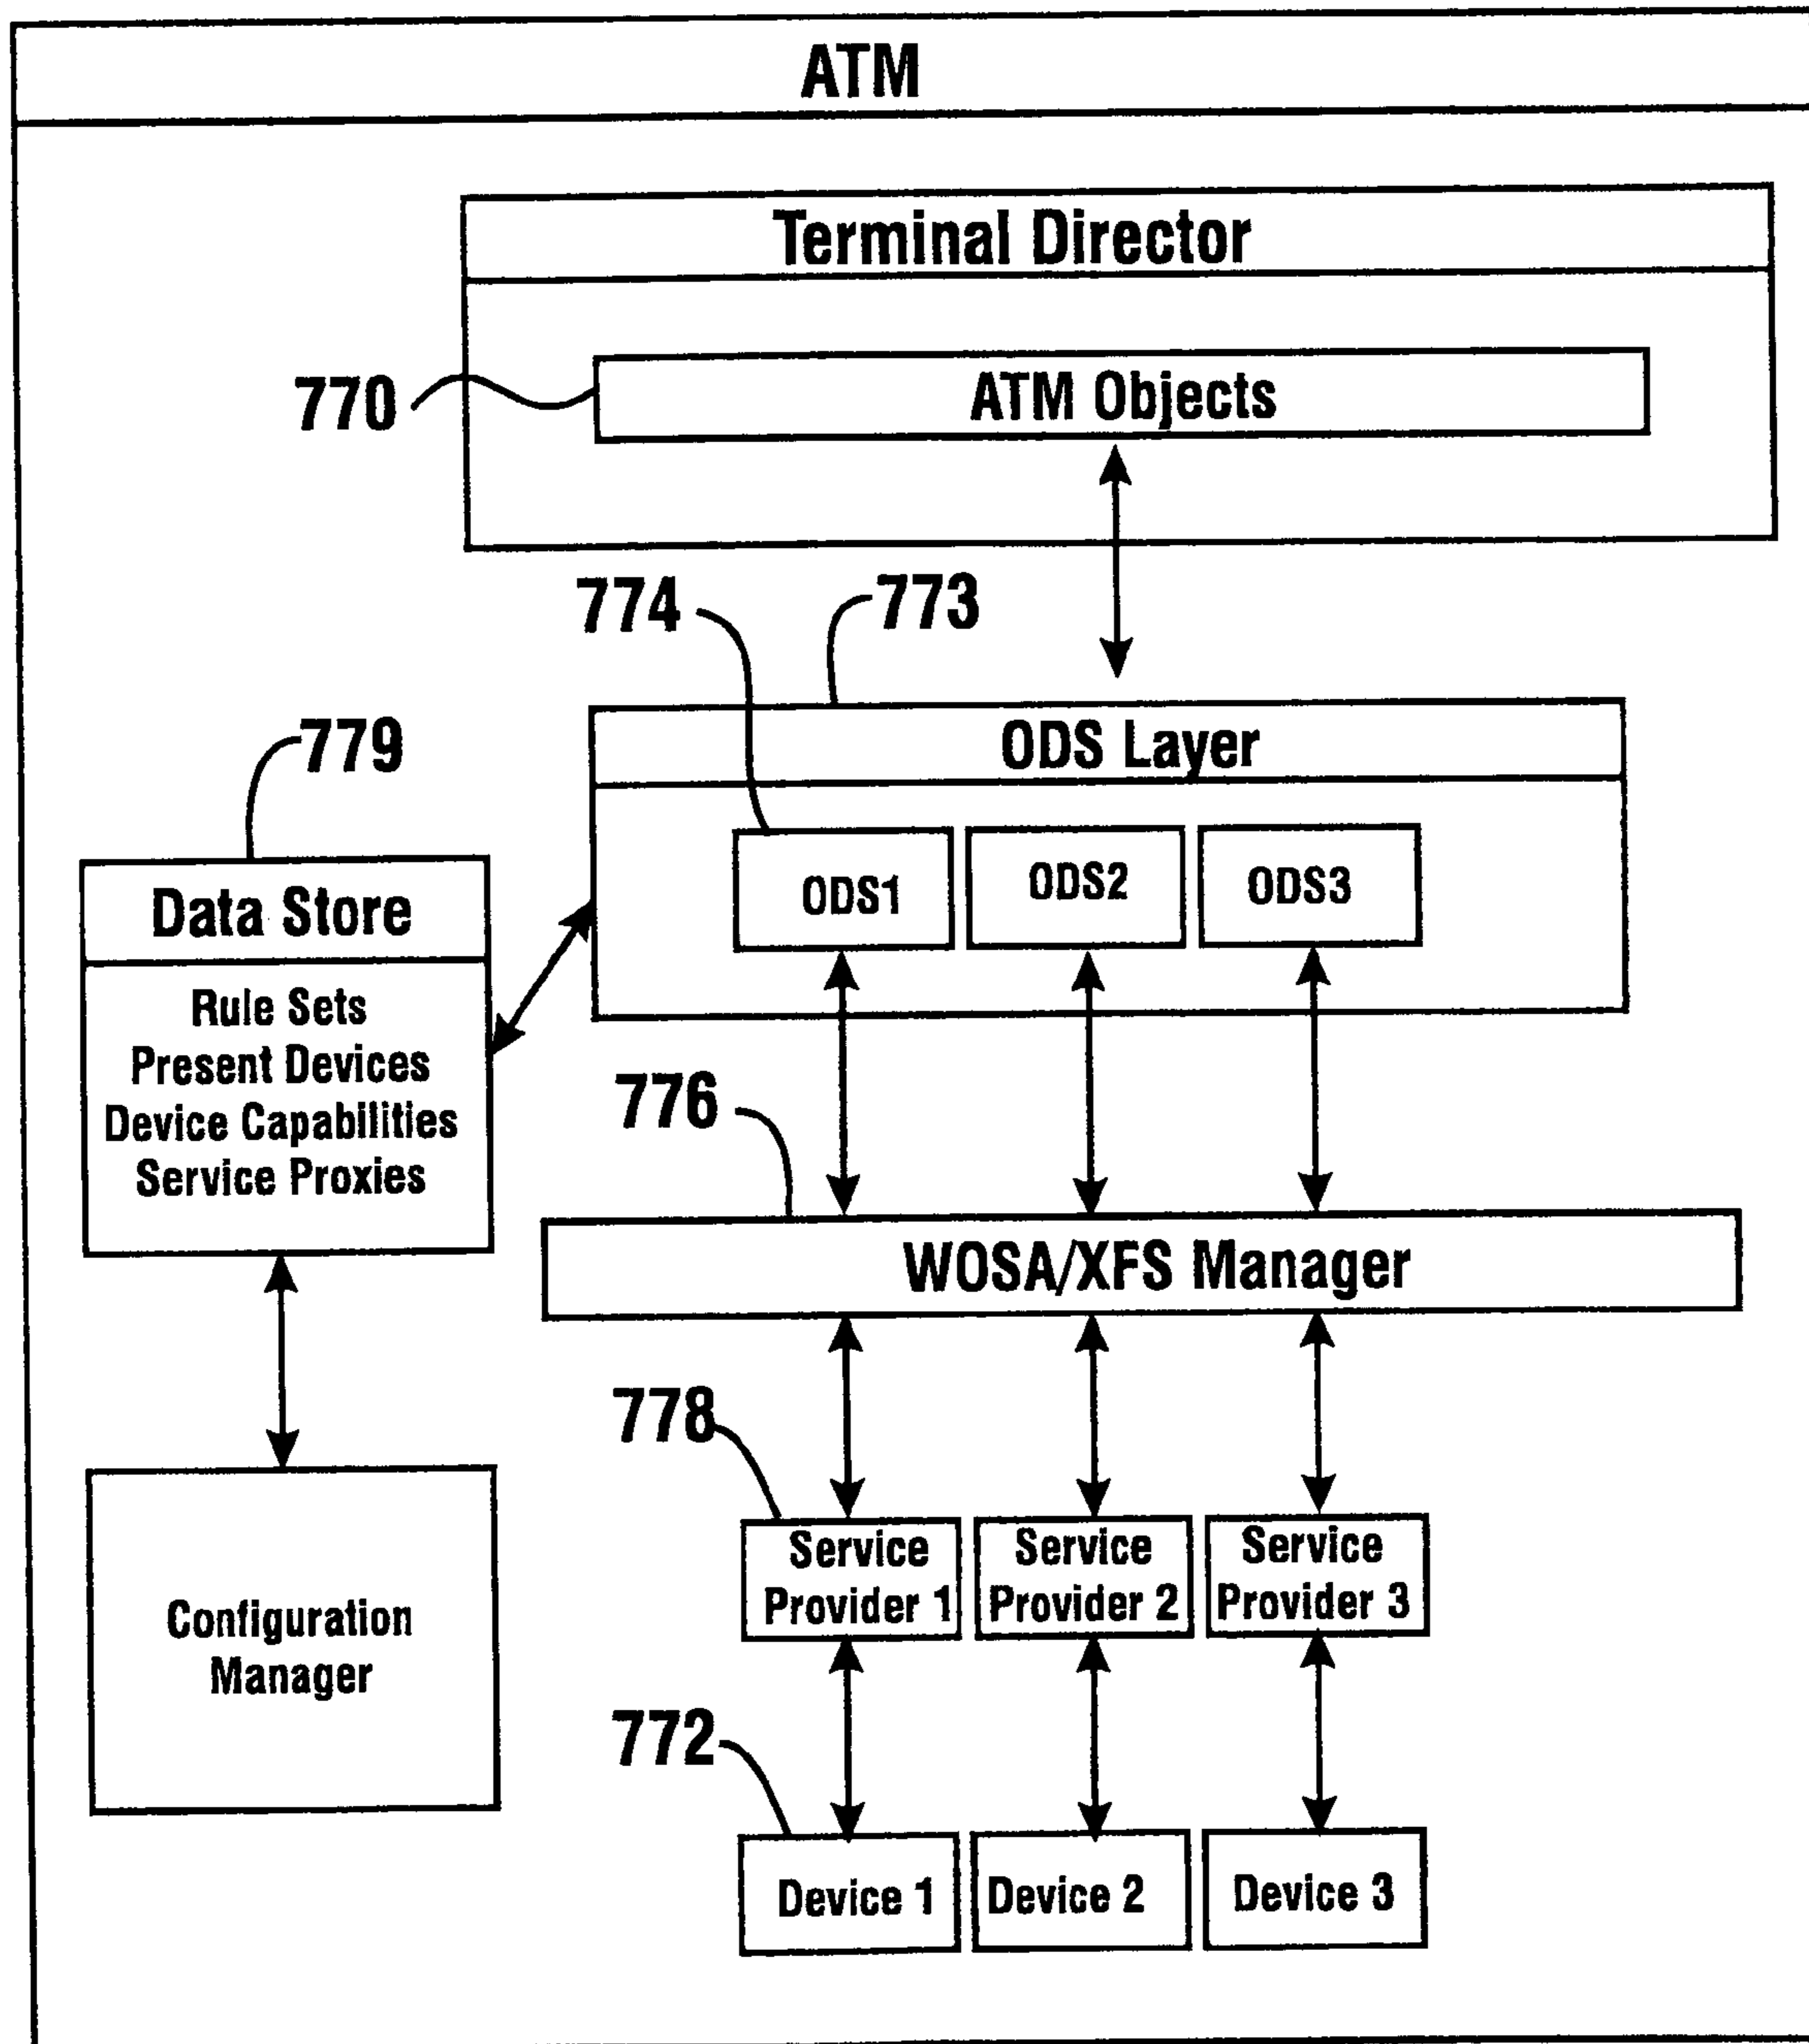 ATM
Terminal Director
770
ATM Objects
774
773
ODS Layer
779
ODS1
ODS2
ODS3
Data Store
Rule Sets
Present Devices
Device Capabilities
Service Proxies
776
WOSA/XFS Manager
778
Service
Provider 1
Service
Provider 2
Service
Provider 3
Configuration
Manager
772
Device 1
Device 2
Device 3